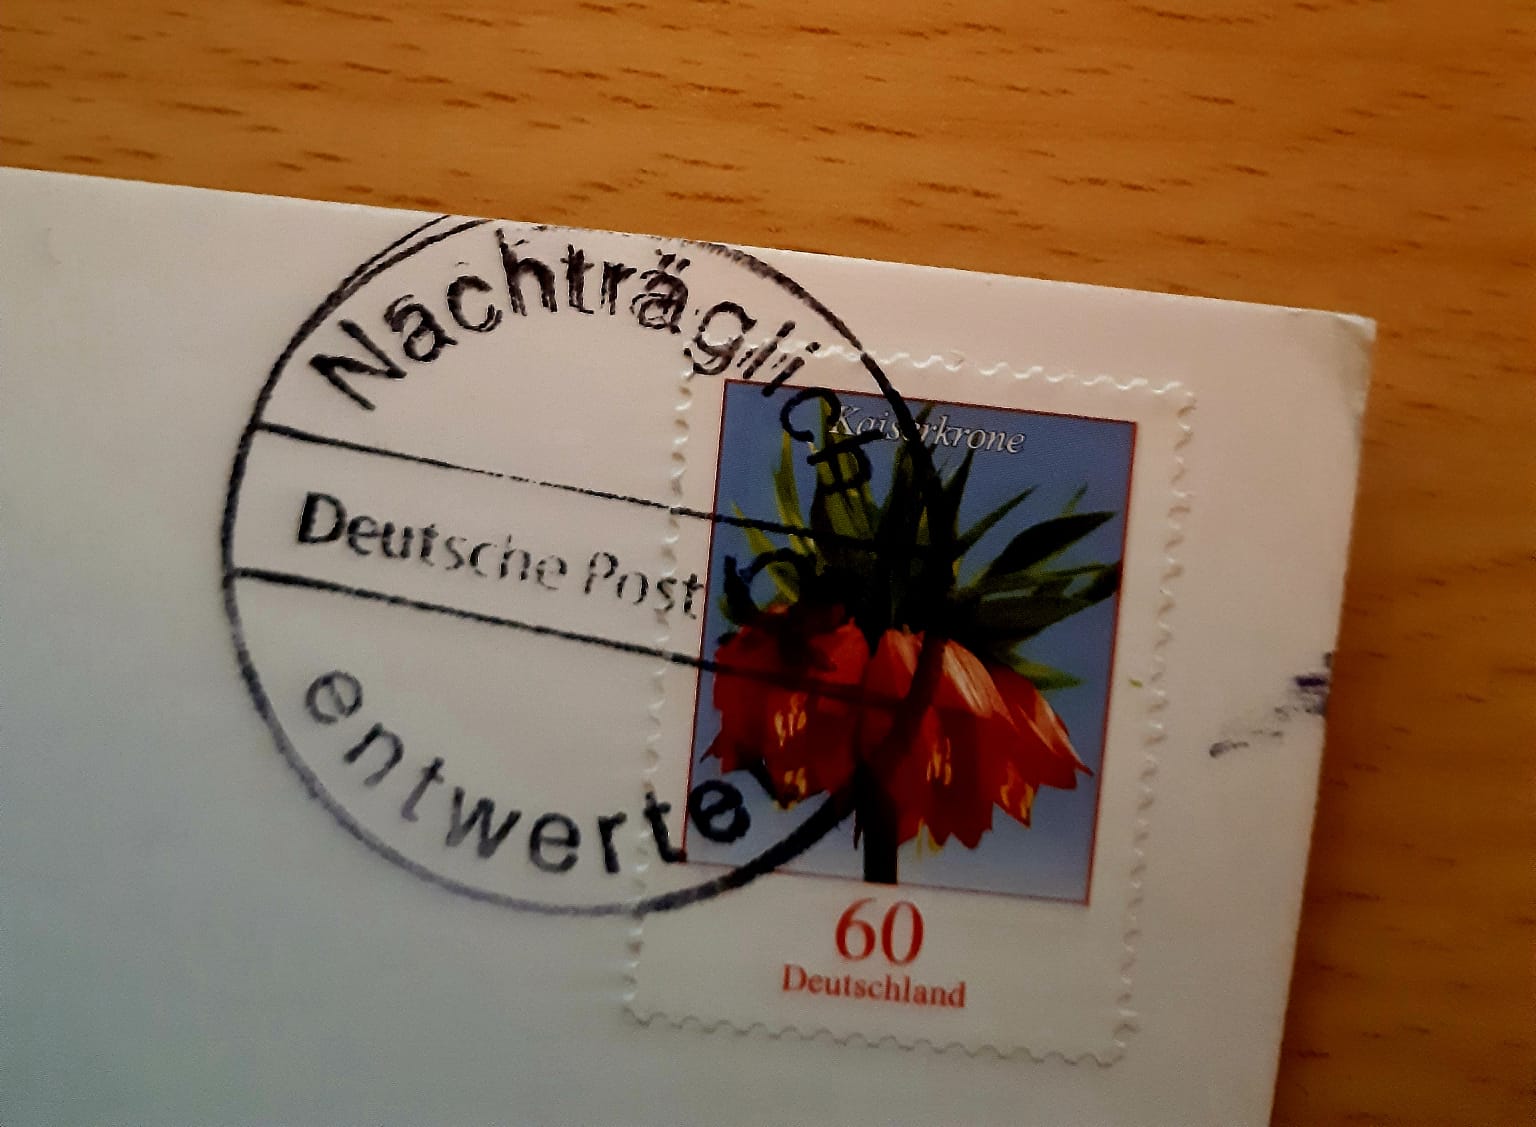 Nachträglich
Deutsche Post
entwertet
Kaiserkrone
60
Deutschland